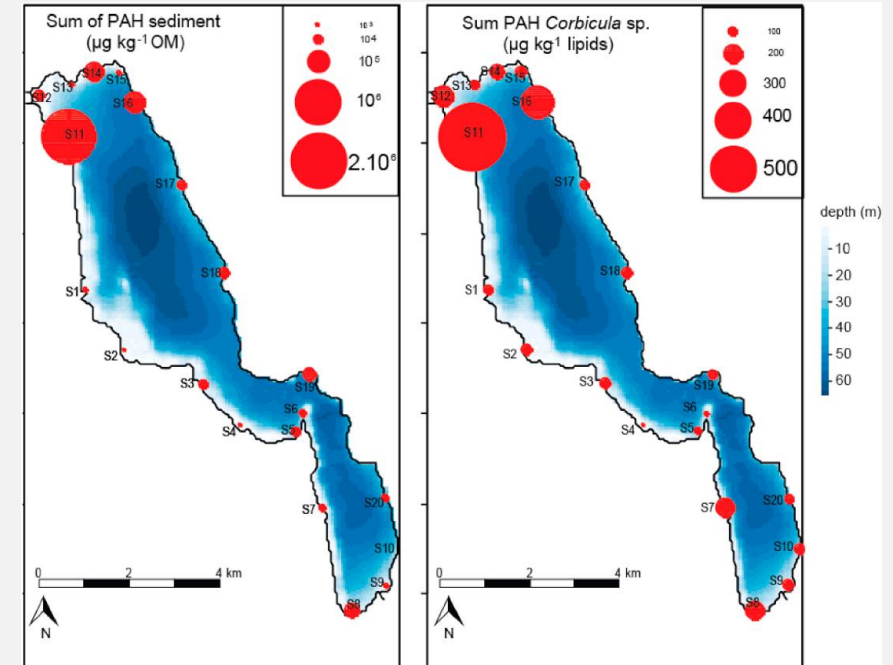 Sum of PAH sediment
(µg kg⁻¹ OM)
10³
10⁴
10⁵
10⁶
2.10⁶
S14
S15
S13
S12
S16
S11
S17
S18
S1
S2
S3
S19
S6
S4
S5
S7
S20
S10
S9
S8
0 2 4 km
N
Sum PAH Corbicula sp.
(µg kg⁻¹ lipids)
100
200
300
400
500
S14
S15
S13
S12
S16
S11
S17
S18
S1
S2
S3
S19
S6
S4
S5
S7
S20
S10
S9
S8
0 2 4 km
N
depth (m)
10
20
30
40
50
60